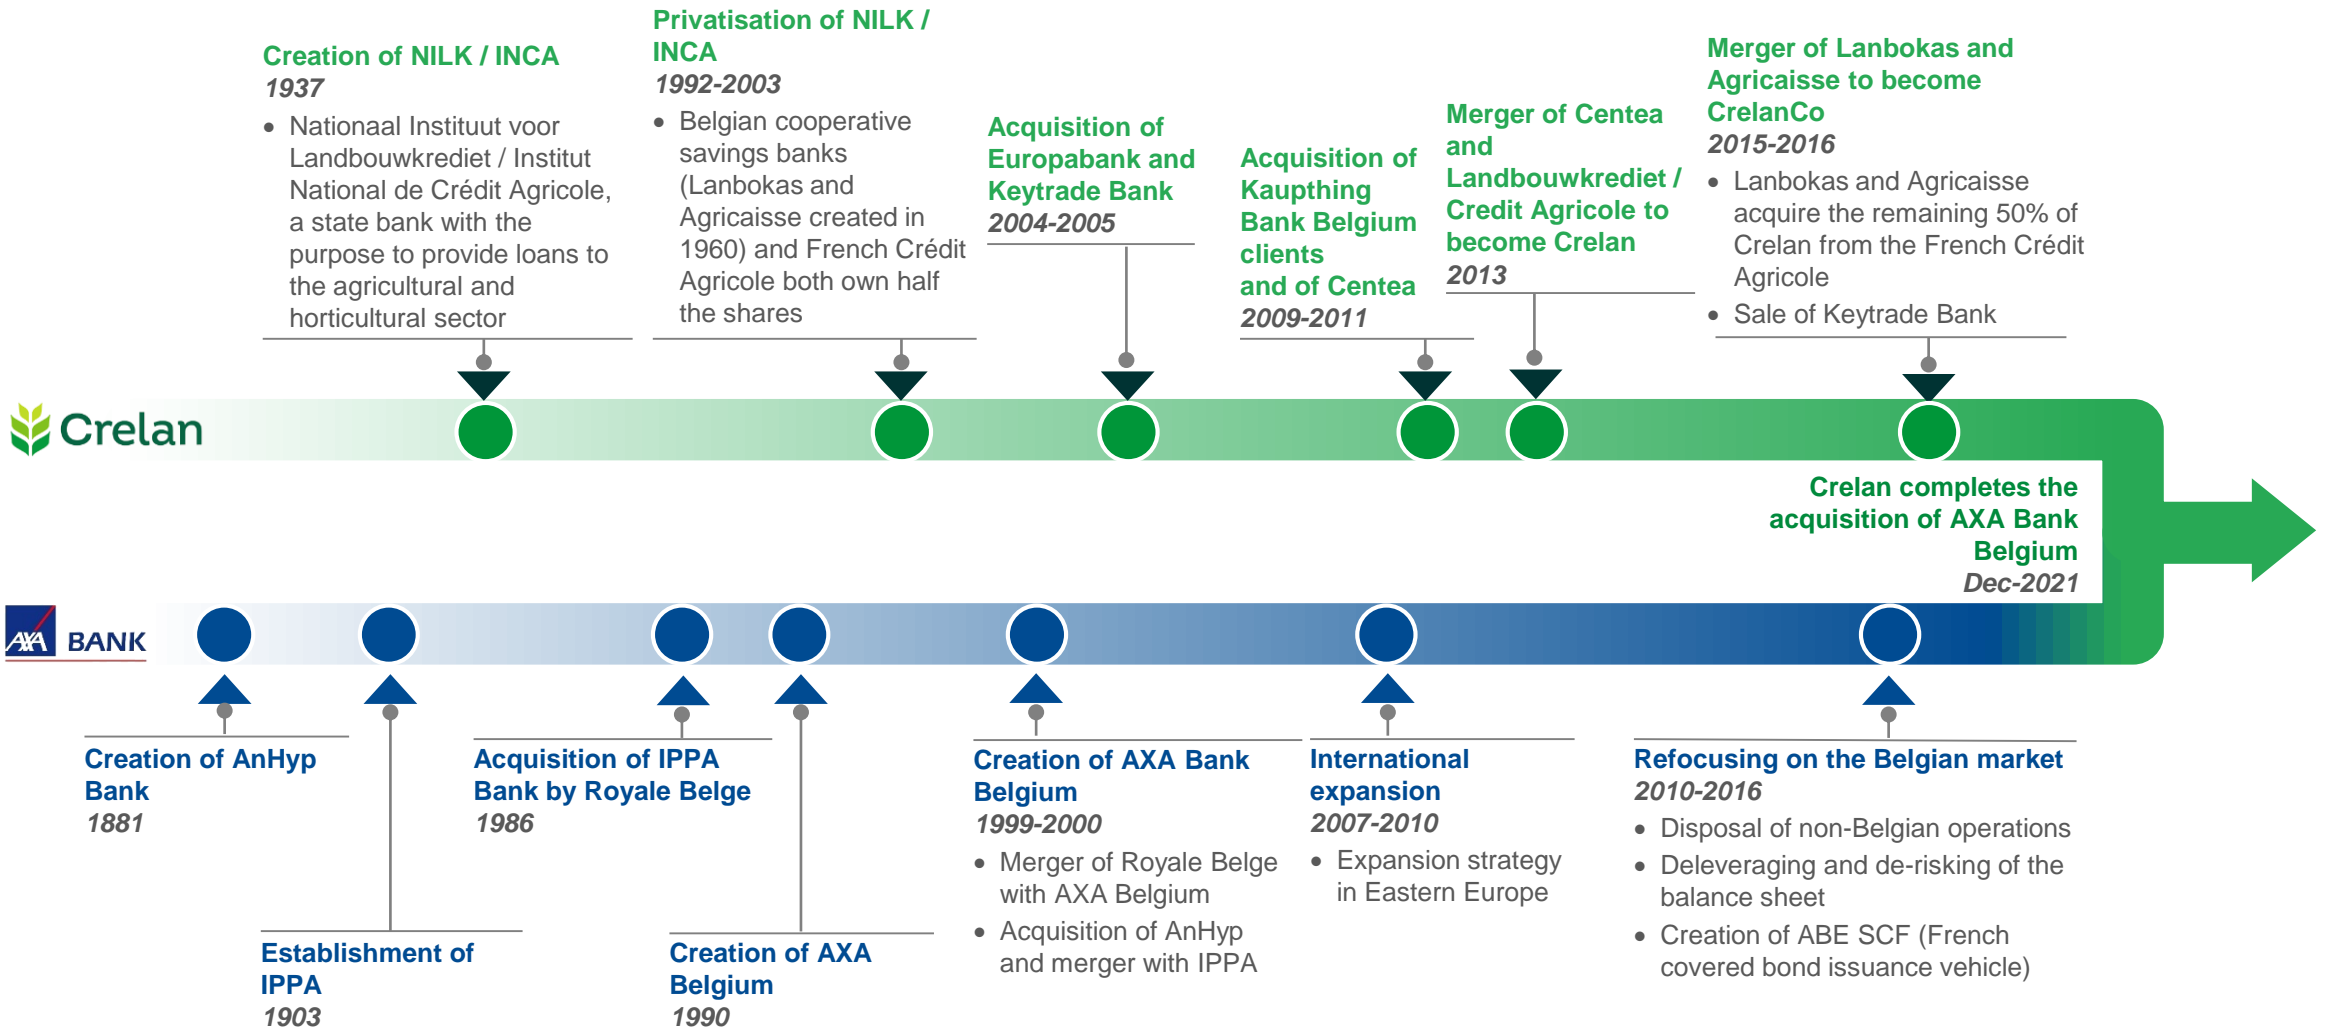 Creation of NILK / INCA
1937
• Nationaal Instituut voor
Landbouwkrediet / Institut
National de Crédit Agricole,
a state bank with the
purpose to provide loans to
the agricultural and
horticultural sector
Privatisation of NILK /
INCA
1992-2003
• Belgian cooperative
savings banks
(Lanbokas and
Agricaisse created in
1960) and French Crédit
Agricole both own half
the shares
Acquisition of
Europabank and
Keytrade Bank
2004-2005
Acquisition of
Kaupthing
Bank Belgium
clients
and of Centea
2009-2011
Merger of Centea
and
Landbouwkrediet /
Credit Agricole to
become Crelan
2013
Merger of Lanbokas and
Agricaisse to become
CrelanCo
2015-2016
• Lanbokas and Agricaisse
acquire the remaining 50% of
Crelan from the French Crédit
Agricole
• Sale of Keytrade Bank
Crelan
Crelan completes the
acquisition of AXA Bank
Belgium
Dec-2021
AXA BANK
Creation of AnHyp
Bank
1881
Establishment of
IPPA
1903
Acquisition of IPPA
Bank by Royale Belge
1986
Creation of AXA
Belgium
1990
Creation of AXA Bank
Belgium
1999-2000
• Merger of Royale Belge
with AXA Belgium
• Acquisition of AnHyp
and merger with IPPA
International
expansion
2007-2010
• Expansion strategy
in Eastern Europe
Refocusing on the Belgian market
2010-2016
• Disposal of non-Belgian operations
• Deleveraging and de-risking of the
balance sheet
• Creation of ABE SCF (French
covered bond issuance vehicle)